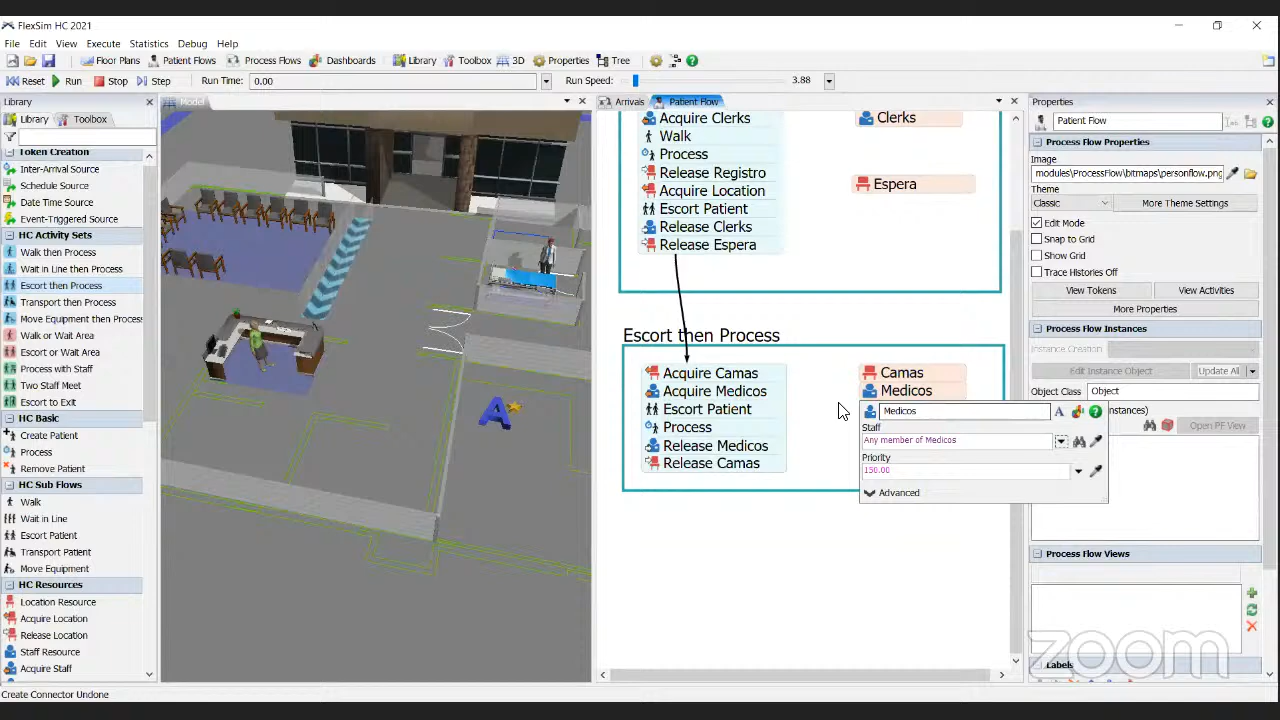 FlexSim HC 2021
File Edit View Execute Statistics Debug Help
Floor Plans Patient Flows Process Flows Dashboards Library Toolbox 3D Properties Tree
Reset Run Stop Step Run Time: 0.00 Run Speed: 3.88
Library
Library Toolbox
Token Creation
Inter-Arrival Source
Schedule Source
Date Time Source
Event-Triggered Source
HC Activity Sets
Walk then Process
Wait in Line then Process
Escort then Process
Transport then Process
Move Equipment then Process
Walk or Wait Area
Escort or Wait Area
Process with Staff
Two Staff Meet
Escort to Exit
HC Basic
Create Patient
Process
Remove Patient
HC Sub Flows
Walk
Wait in Line
Escort Patient
Transport Patient
Move Equipment
HC Resources
Location Resource
Acquire Location
Release Location
Staff Resource
Acquire Staff
Model
A
Arrivals Patient Flow
Acquire Clerks
Walk
Process
Release Registro
Acquire Location
Escort Patient
Release Clerks
Release Espera
Clerks
Espera
Escort then Process
Acquire Camas
Acquire Medicos
Escort Patient
Process
Release Medicos
Release Camas
Camas
Medicos
Medicos
Staff
Any member of Medicos
Priority
150.00
Advanced
Properties
Patient Flow
Process Flow Properties
Image
modules\ProcessFlow\bitmaps\personflow.png
Theme
Classic More Theme Settings
Edit Mode
Snap to Grid
Show Grid
Trace Histories Off
View Tokens View Activities
More Properties
Process Flow Instances
Instance Creation
Edit Instance Object Update All
Object Class Object
nstances)
Open PF View
Process Flow Views
Labels
zoom
Create Connector Undone